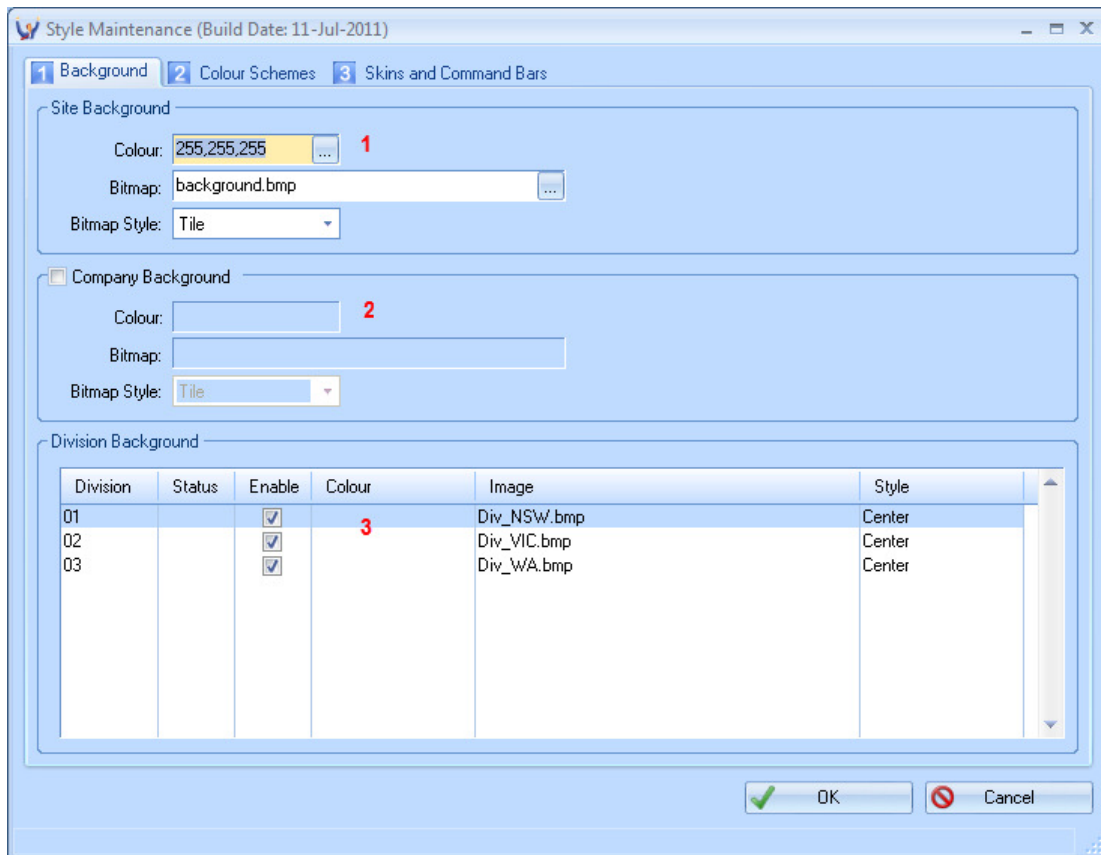 Style Maintenance (Build Date: 11-Jul-2011)
1 Background 2 Colour Schemes 3 Skins and Command Bars
Site Background
Colour: 255,255,255 ... 1
Bitmap: background.bmp ...
Bitmap Style: Tile
Company Background
Colour: 2
Bitmap:
Bitmap Style: Tile
Division Background
Division Status Enable Colour Image Style
01 3 Div_NSW.bmp Center
02 Div_VIC.bmp Center
03 Div_WA.bmp Center
OK Cancel